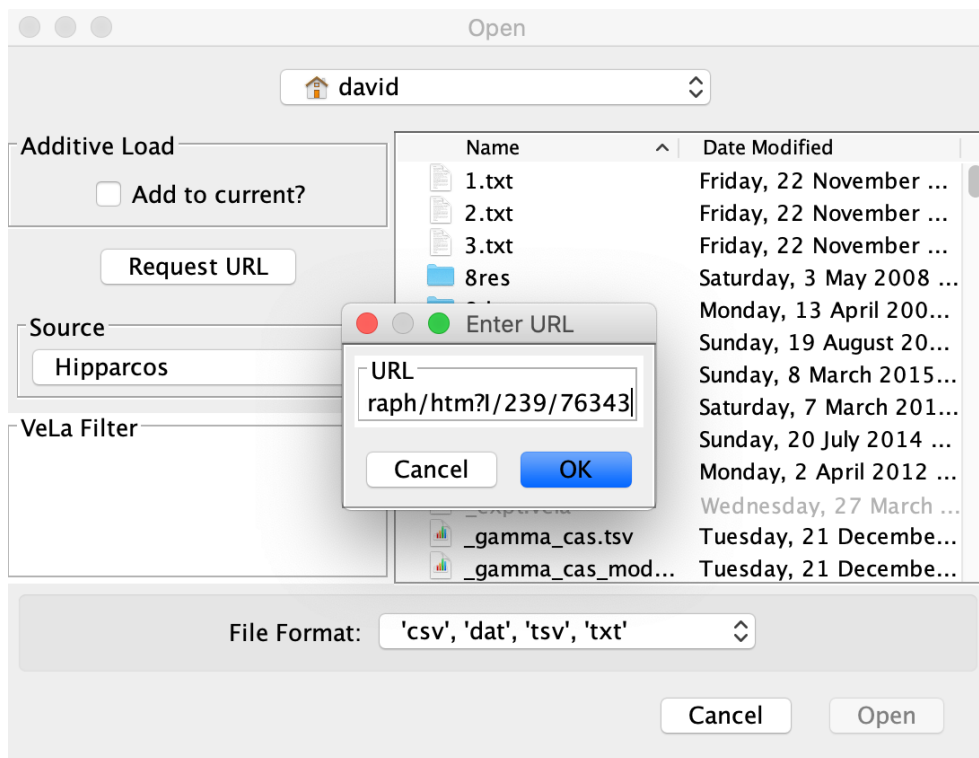 Open
david
Additive Load
Add to current?
Request URL
Source
Hipparcos
VeLa Filter
Name Date Modified
1.txt Friday, 22 November ...
2.txt Friday, 22 November ...
3.txt Friday, 22 November ...
8res Saturday, 3 May 2008 ...
Monday, 13 April 200...
Sunday, 19 August 20...
Sunday, 8 March 2015...
Saturday, 7 March 201...
Sunday, 20 July 2014 ...
Monday, 2 April 2012 ...
Wednesday, 27 March ...
_gamma_cas.tsv Tuesday, 21 Decembe...
_gamma_cas_mod... Tuesday, 21 Decembe...
Enter URL
URL
raph/htm?I/239/76343
Cancel OK
File Format: 'csv', 'dat', 'tsv', 'txt'
Cancel Open